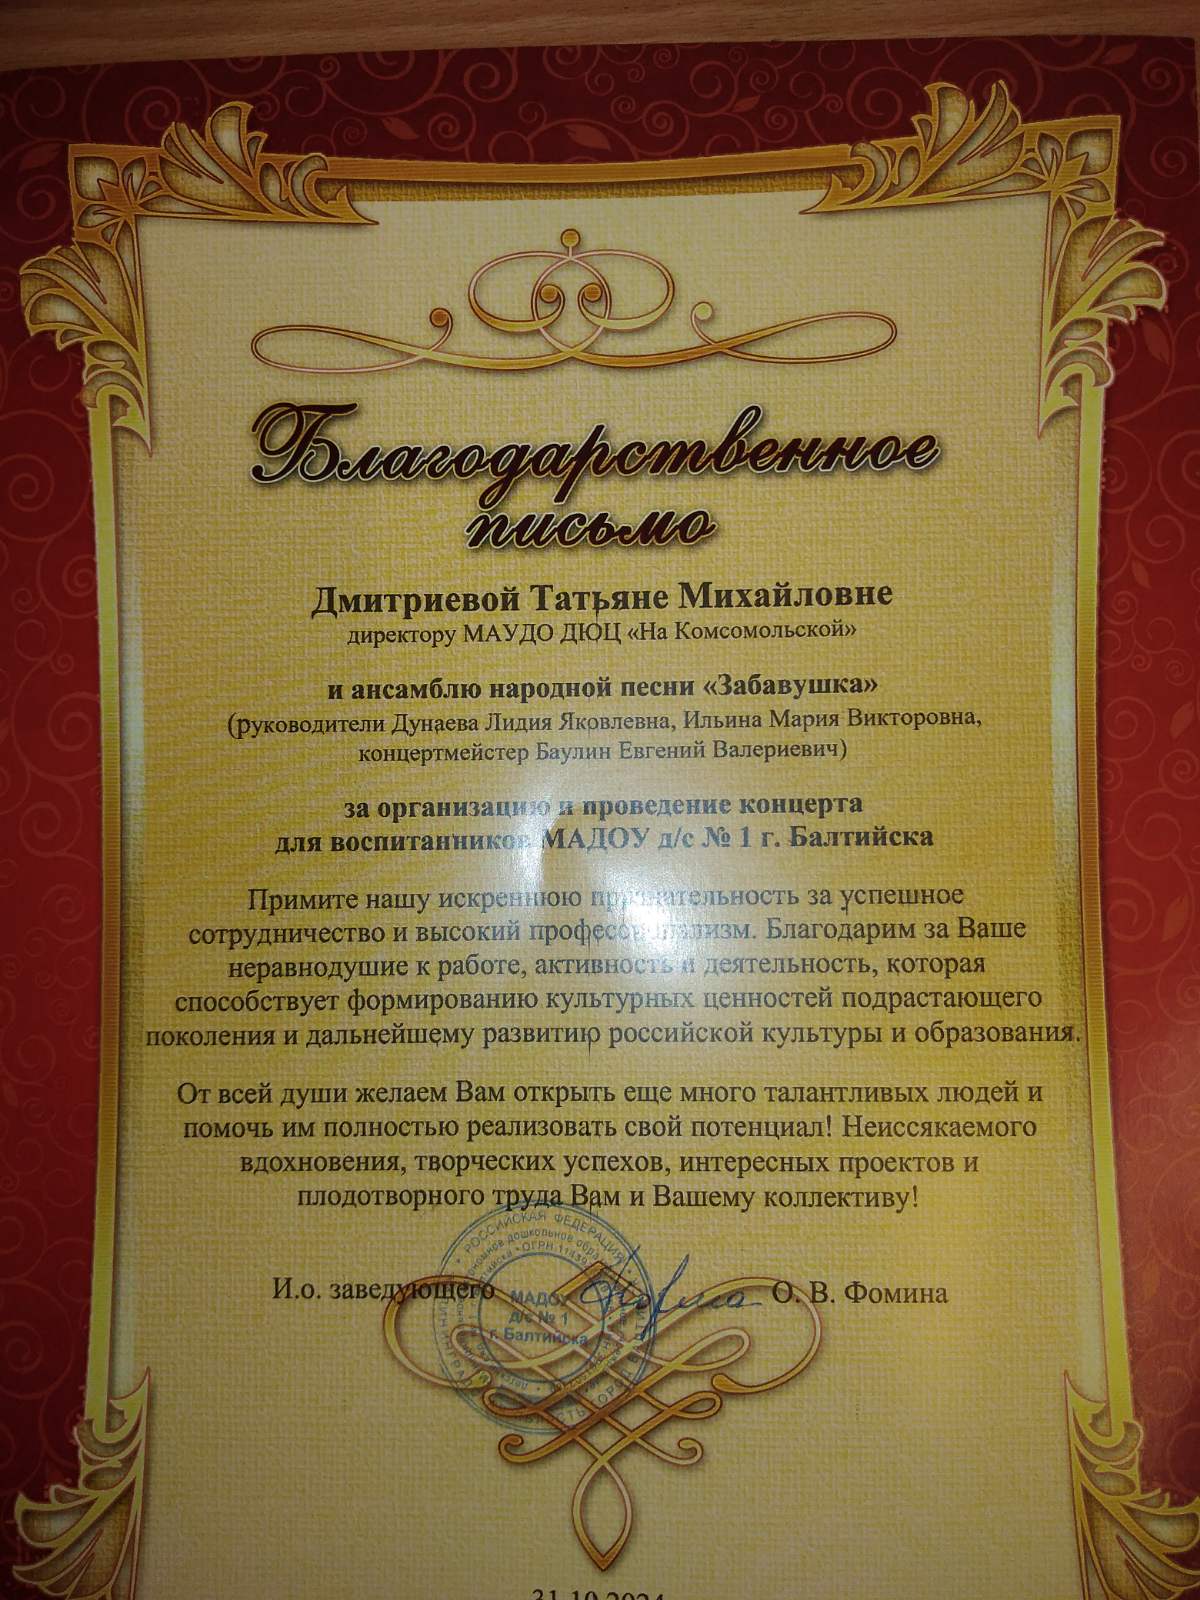 Благодарственное
письмо
Дмитриевой Татьяне Михайловне
директору МАУДО ДЮЦ «На Комсомольской»
и ансамблю народной песни «Забавушка»
(руководители Дунаева Лидия Яковлевна, Ильина Мария Викторовна,
концертмейстер Баулин Евгений Валериевич)
за организацию и проведение концерта
для воспитанников МАДОУ д/с № 1 г. Балтийска
Примите нашу искреннюю признательность за успешное
сотрудничество и высокий профессионализм. Благодарим за Ваше
неравнодушие к работе, активность и деятельность, которая
способствует формированию культурных ценностей подрастающего
поколения и дальнейшему развитию российской культуры и образования.
От всей души желаем Вам открыть еще много талантливых людей и
помочь им полностью реализовать свой потенциал! Неиссякаемого
вдохновения, творческих успехов, интересных проектов и
плодотворного труда Вам и Вашему коллективу!
И.о. заведующего О. В. Фомина
РОССИЙСКАЯ ФЕДЕРАЦИЯ
МАДОУ
д/с № 1
г. Балтийска
31.10.2024